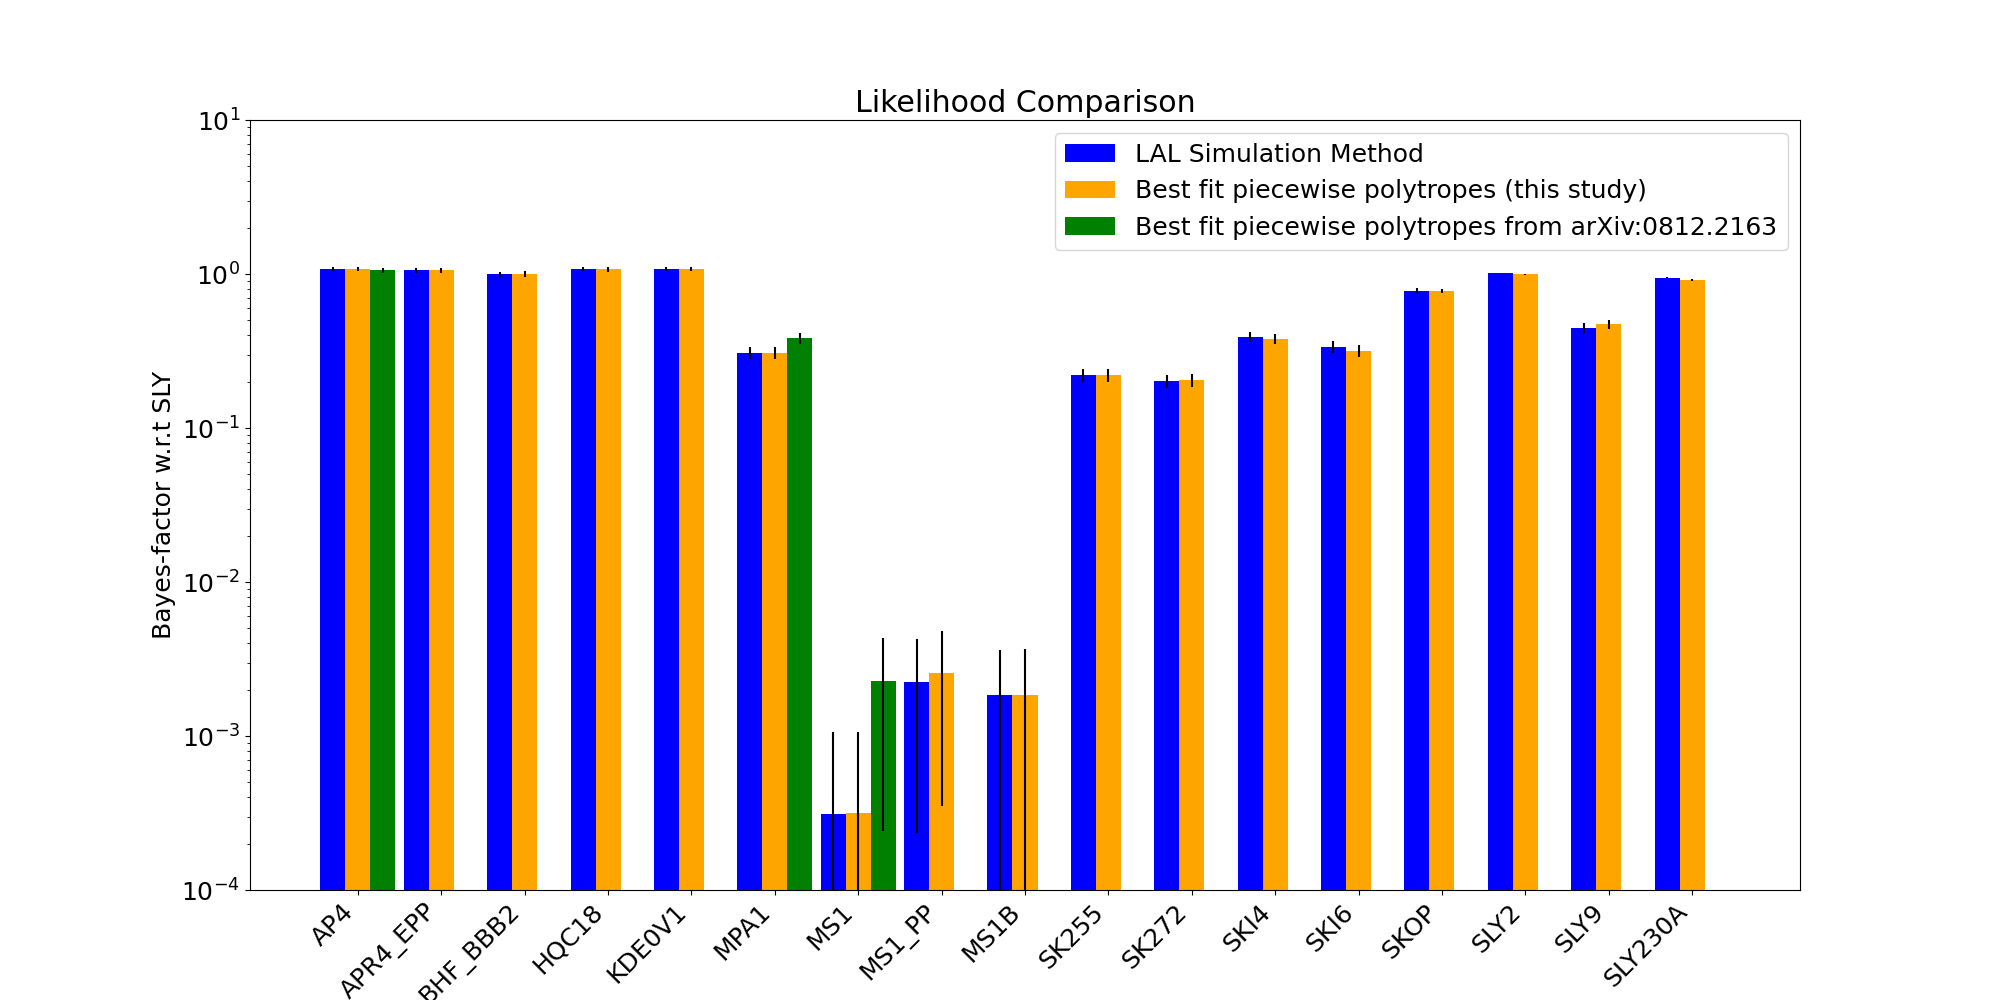 Likelihood Comparison
10^1
10^0
10^-1
10^-2
10^-3
10^-4
Bayes-factor w.r.t SLY
LAL Simulation Method
Best fit piecewise polytropes (this study)
Best fit piecewise polytropes from arXiv:0812.2163
AP4
APR4_EPP
BHF_BBB2
HQC18
KDE0V1
MPA1
MS1
MS1_PP
MS1B
SK255
SK272
SKI4
SKI6
SKOP
SLY2
SLY9
SLY230A